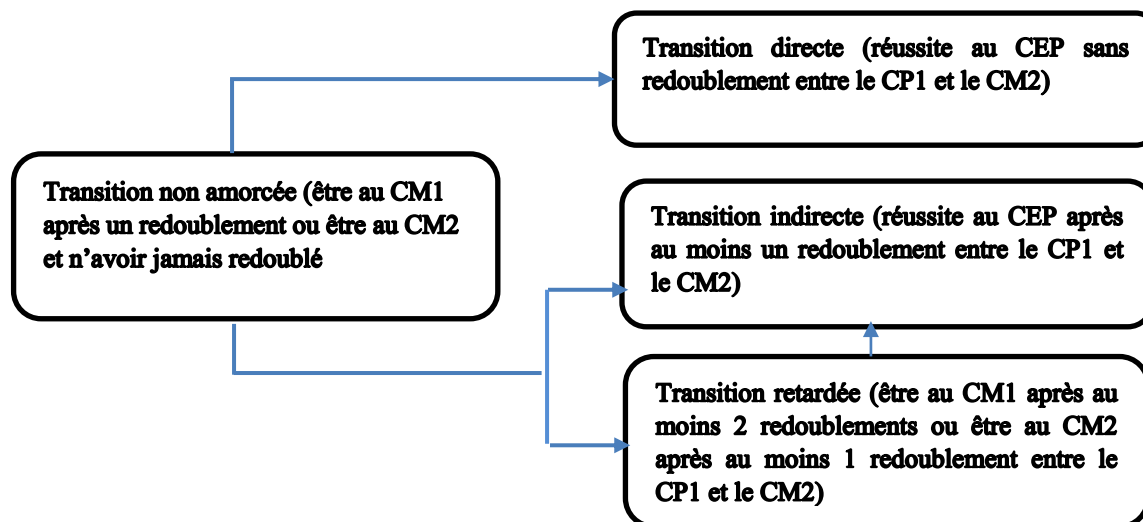 Transition directe (réussite au CEP sans
redoublement entre le CP1 et le CM2)
Transition non amorcée (être au CM1
après un redoublement ou être au CM2
et n’avoir jamais redoublé
Transition indirecte (réussite au CEP après
au moins un redoublement entre le CP1 et
le CM2)
Transition retardée (être au CM1 après au
moins 2 redoublements ou être au CM2
après au moins 1 redoublement entre le
CP1 et le CM2)